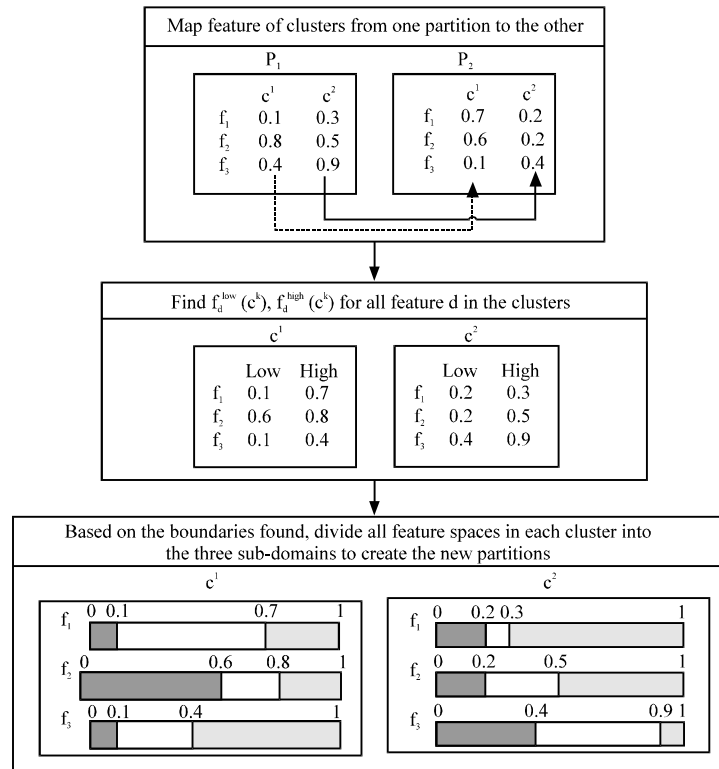 Map feature of clusters from one partition to the other
P₁ P₂
c¹ c² c¹ c²
f₁ 0.1 0.3 0.7 0.2
f₂ 0.8 0.5 0.6 0.2
f₃ 0.4 0.9 0.1 0.4
Find f_d^low (c^k), f_d^high (c^k) for all feature d in the clusters
c¹ c²
Low High Low High
f₁ 0.1 0.7 f₁ 0.2 0.3
f₂ 0.6 0.8 f₂ 0.2 0.5
f₃ 0.1 0.4 f₃ 0.4 0.9
Based on the boundaries found, divide all feature spaces in each cluster into
the three sub-domains to create the new partitions
c¹ c²
f₁ 0 0.1 0.7 1 f₁ 0 0.2 0.3 1
f₂ 0 0.6 0.8 1 f₂ 0 0.2 0.5 1
f₃ 0 0.1 0.4 1 f₃ 0 0.4 0.9 1